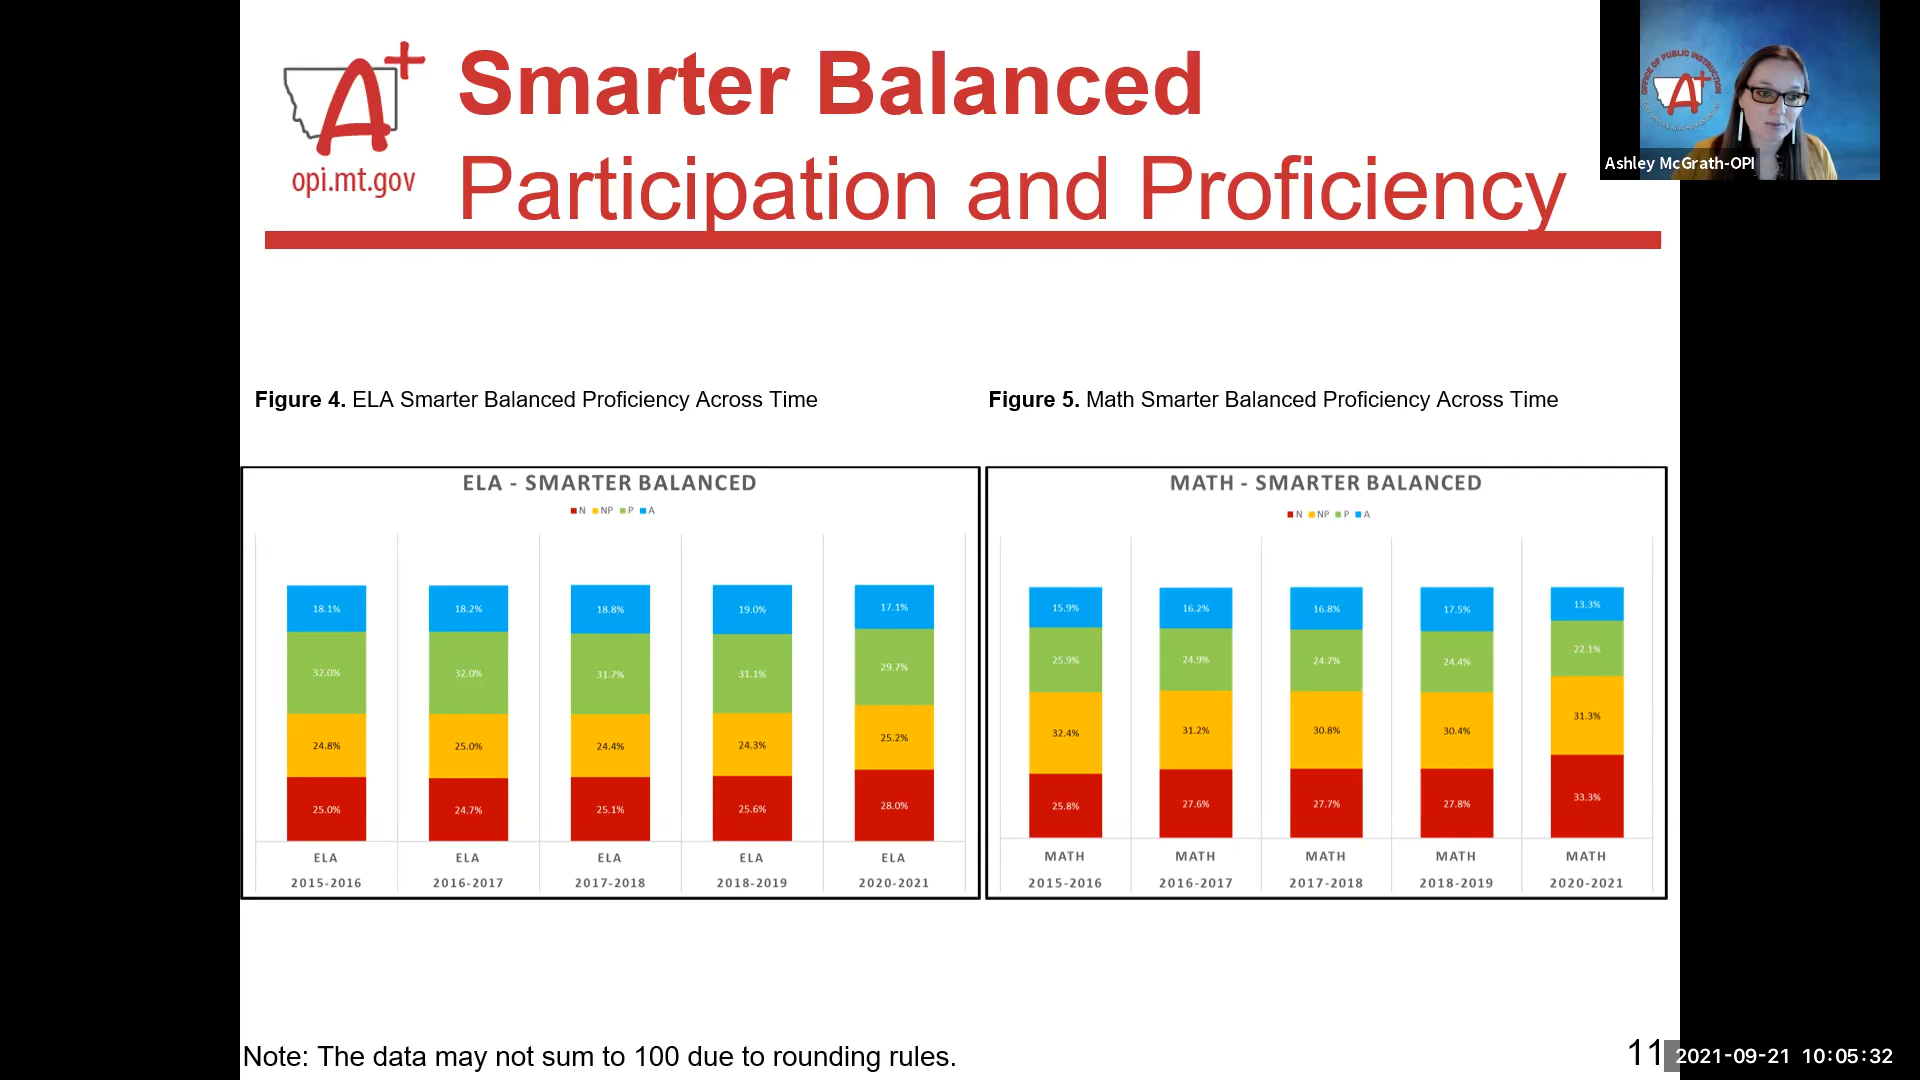 A+
opi.mt.gov
Smarter Balanced
Participation and Proficiency
OFFICE OF PUBLIC INSTRUCTION
A+
Ashley McGrath-OPI
Figure 4. ELA Smarter Balanced Proficiency Across Time
Figure 5. Math Smarter Balanced Proficiency Across Time
ELA - SMARTER BALANCED
N NP P A
18.1% 18.2% 18.8% 19.0% 17.1%
32.0% 32.0% 31.7% 31.1% 29.7%
24.8% 25.0% 24.4% 24.3% 25.2%
25.0% 24.7% 25.1% 25.6% 28.0%
ELA ELA ELA ELA ELA
2015-2016 2016-2017 2017-2018 2018-2019 2020-2021
MATH - SMARTER BALANCED
N NP P A
15.9% 16.2% 16.8% 17.5% 13.3%
25.9% 24.9% 24.7% 24.4% 22.1%
32.4% 31.2% 30.8% 30.4% 31.3%
25.8% 27.6% 27.7% 27.8% 33.3%
MATH MATH MATH MATH MATH
2015-2016 2016-2017 2017-2018 2018-2019 2020-2021
Note: The data may not sum to 100 due to rounding rules.
11
2021-09-21 10:05:32